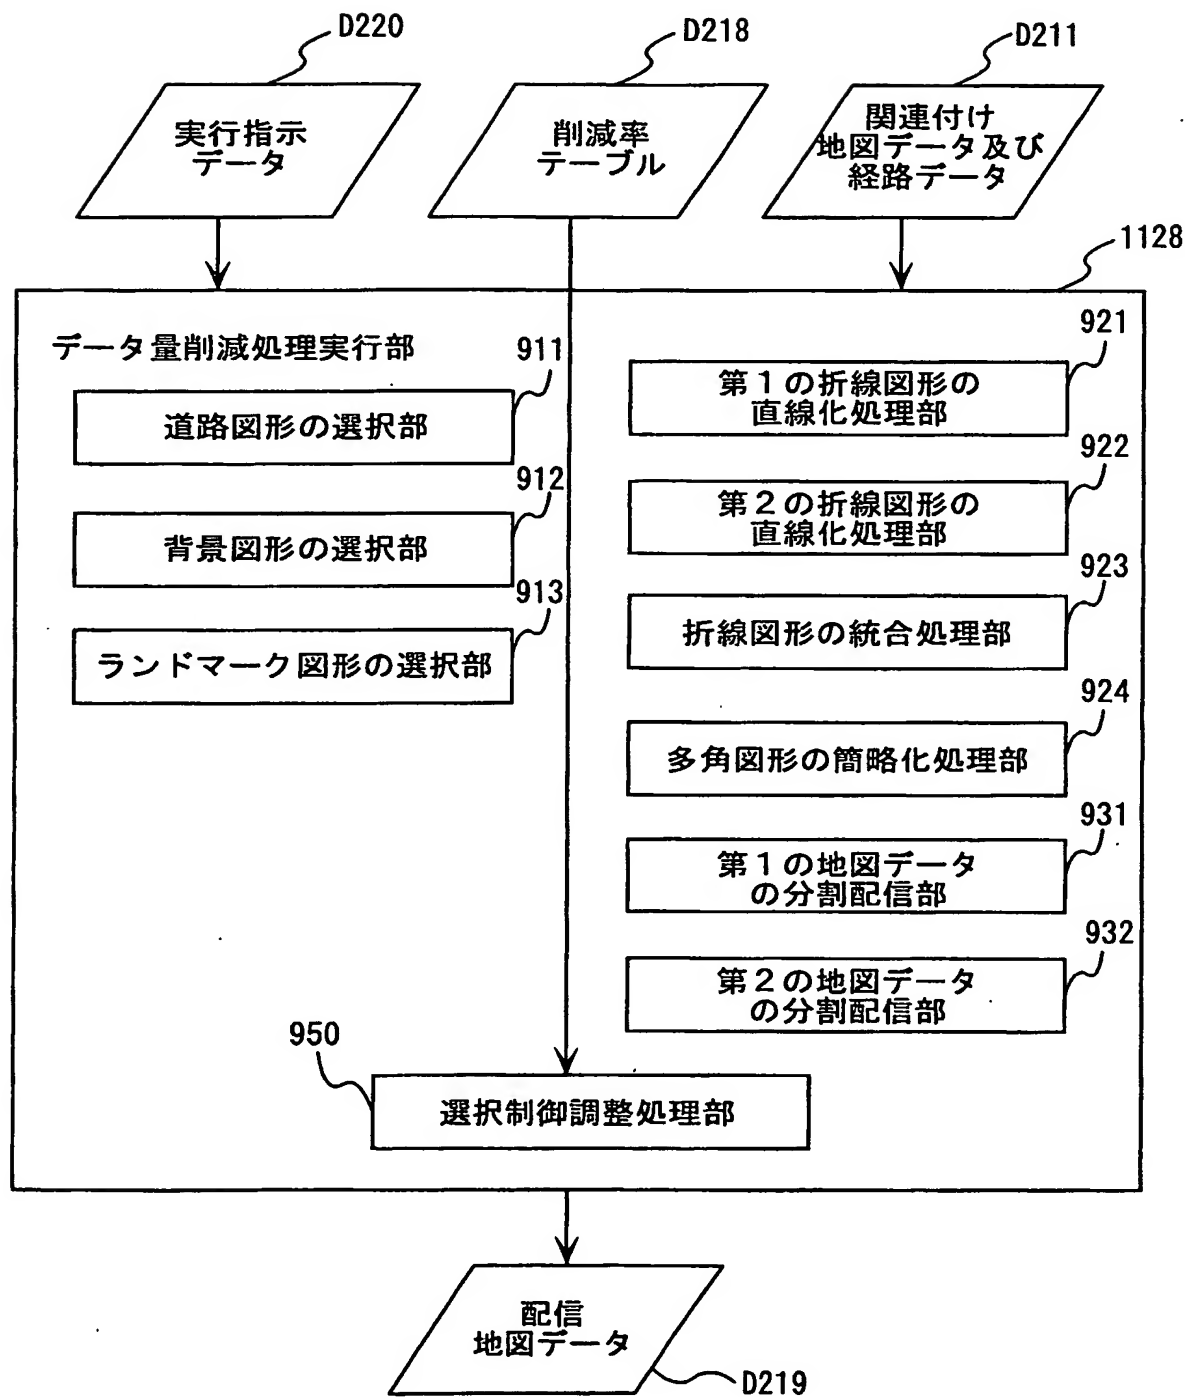 D220
D218
D211
実行指示
データ
削減率
テーブル
関連付け
地図データ及び
経路データ
1128
データ量削減処理実行部
911
道路図形の選択部
912
背景図形の選択部
913
ランドマーク図形の選択部
921
第1の折線図形の
直線化処理部
922
第2の折線図形の
直線化処理部
923
折線図形の統合処理部
924
多角図形の簡略化処理部
931
第1の地図データ
の分割配信部
932
第2の地図データ
の分割配信部
950
選択制御調整処理部
配信
地図データ
D219